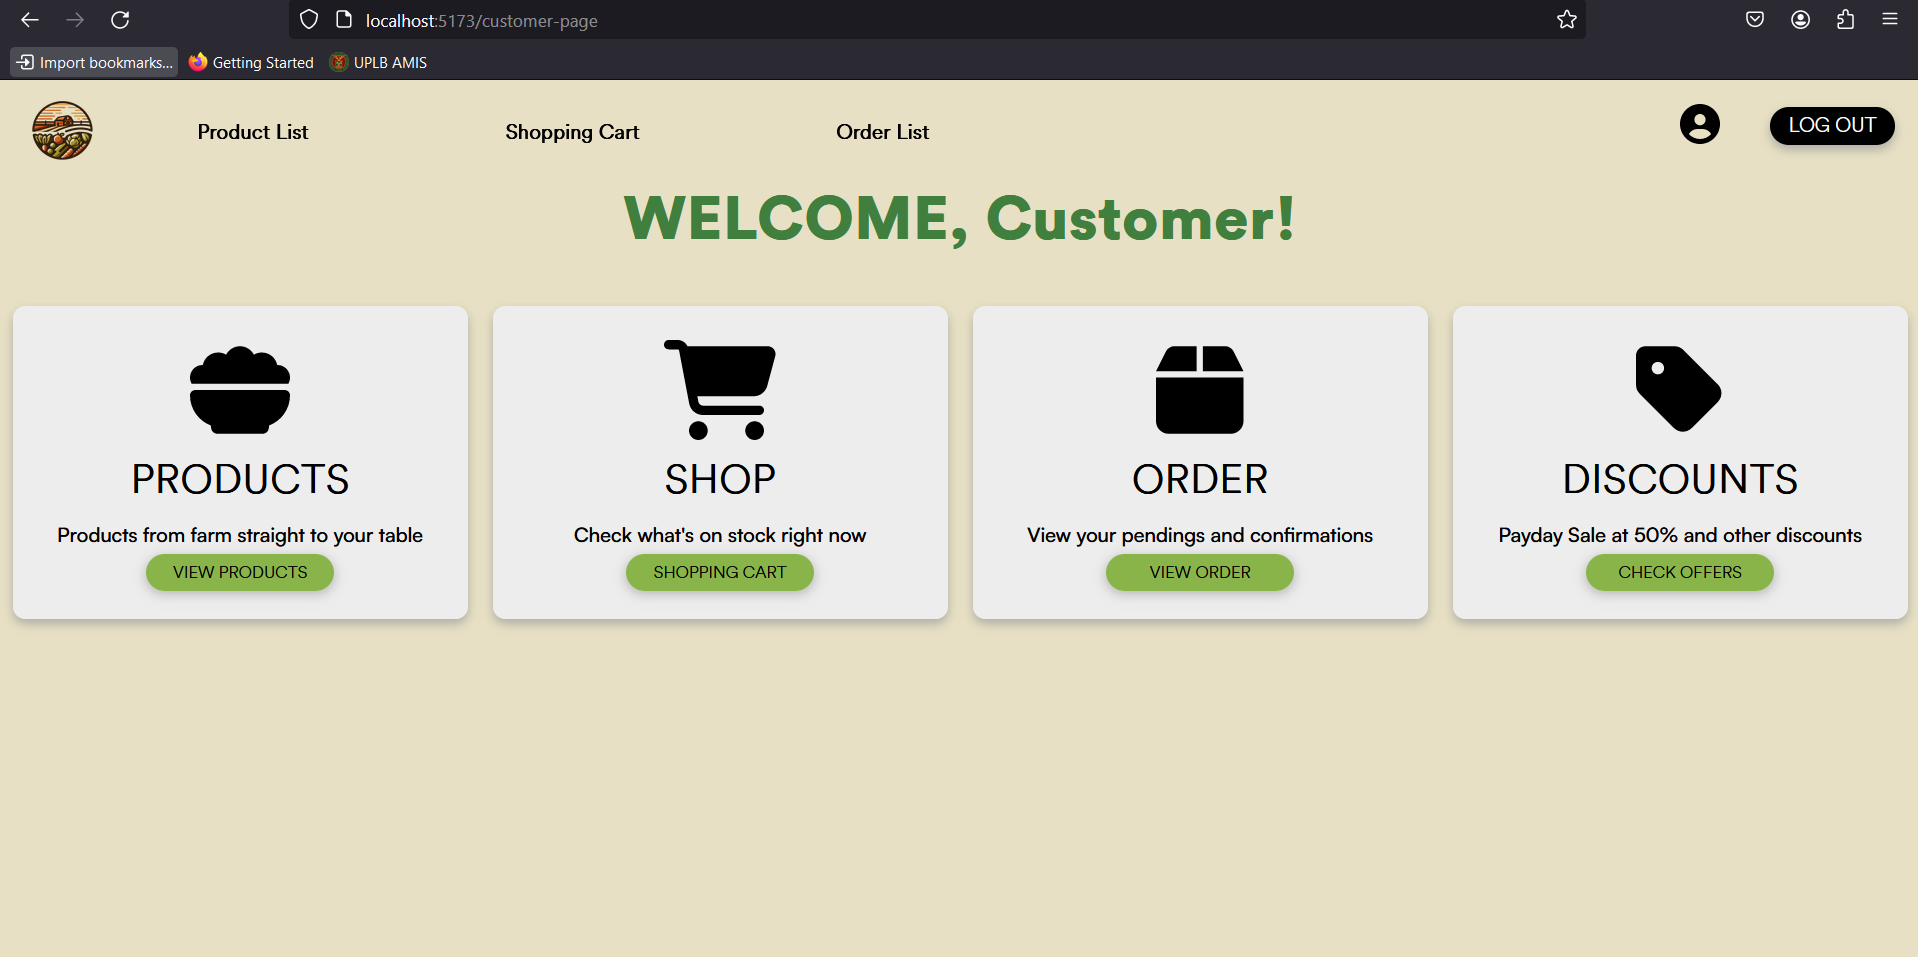 localhost:5173/customer-page
Import bookmarks... Getting Started UPLB AMIS
Product List Shopping Cart Order List LOG OUT
WELCOME, Customer!
PRODUCTS
Products from farm straight to your table
VIEW PRODUCTS
SHOP
Check what's on stock right now
SHOPPING CART
ORDER
View your pendings and confirmations
VIEW ORDER
DISCOUNTS
Payday Sale at 50% and other discounts
CHECK OFFERS